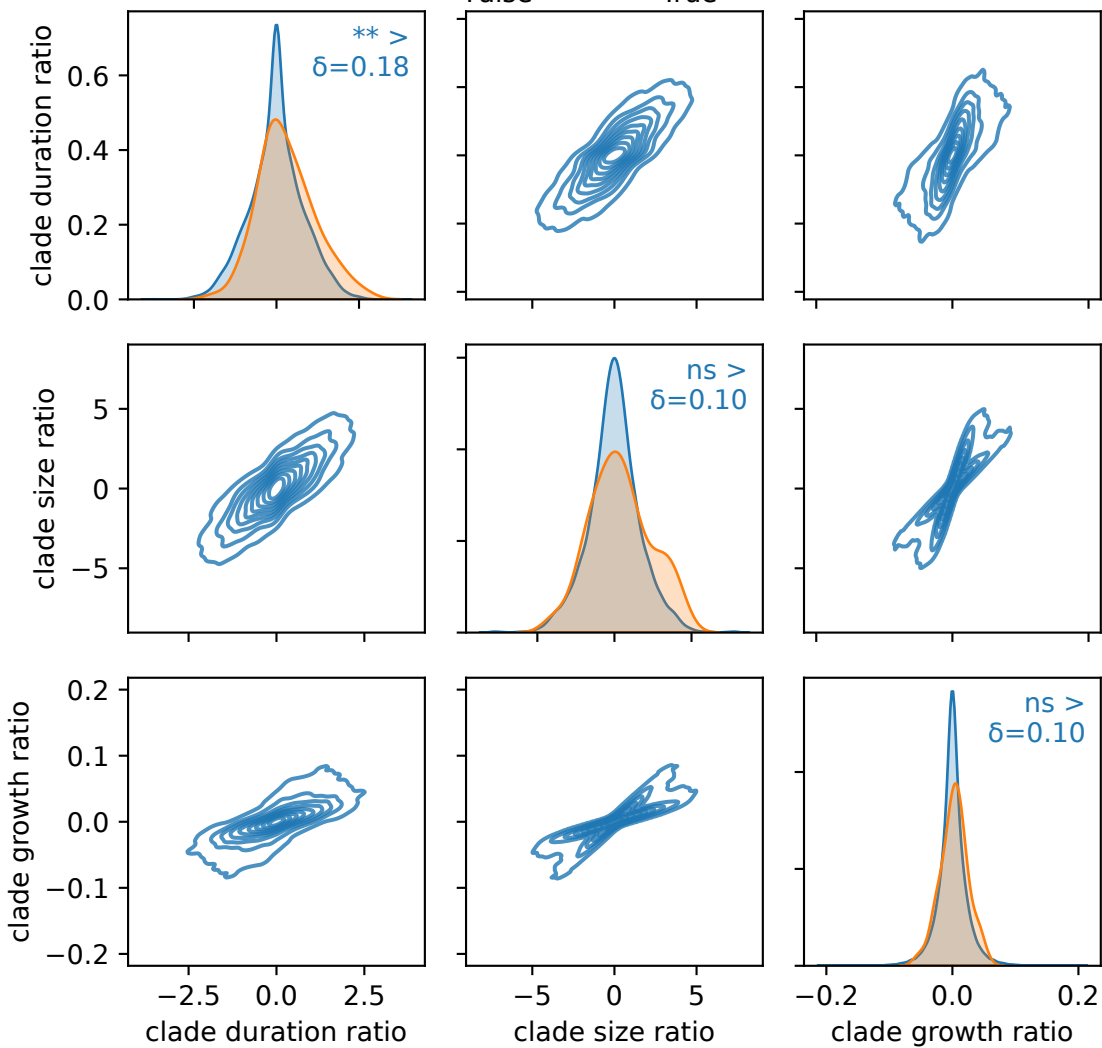 False True
clade duration ratio
0.6
0.4
0.2
0.0
** >
δ=0.18
clade size ratio
5
0
−5
ns >
δ=0.10
clade growth ratio
0.2
0.1
0.0
−0.1
−0.2
ns >
δ=0.10
−2.5 0.0 2.5
−5 0 5
−0.2 0.0 0.2
clade duration ratio
clade size ratio
clade growth ratio